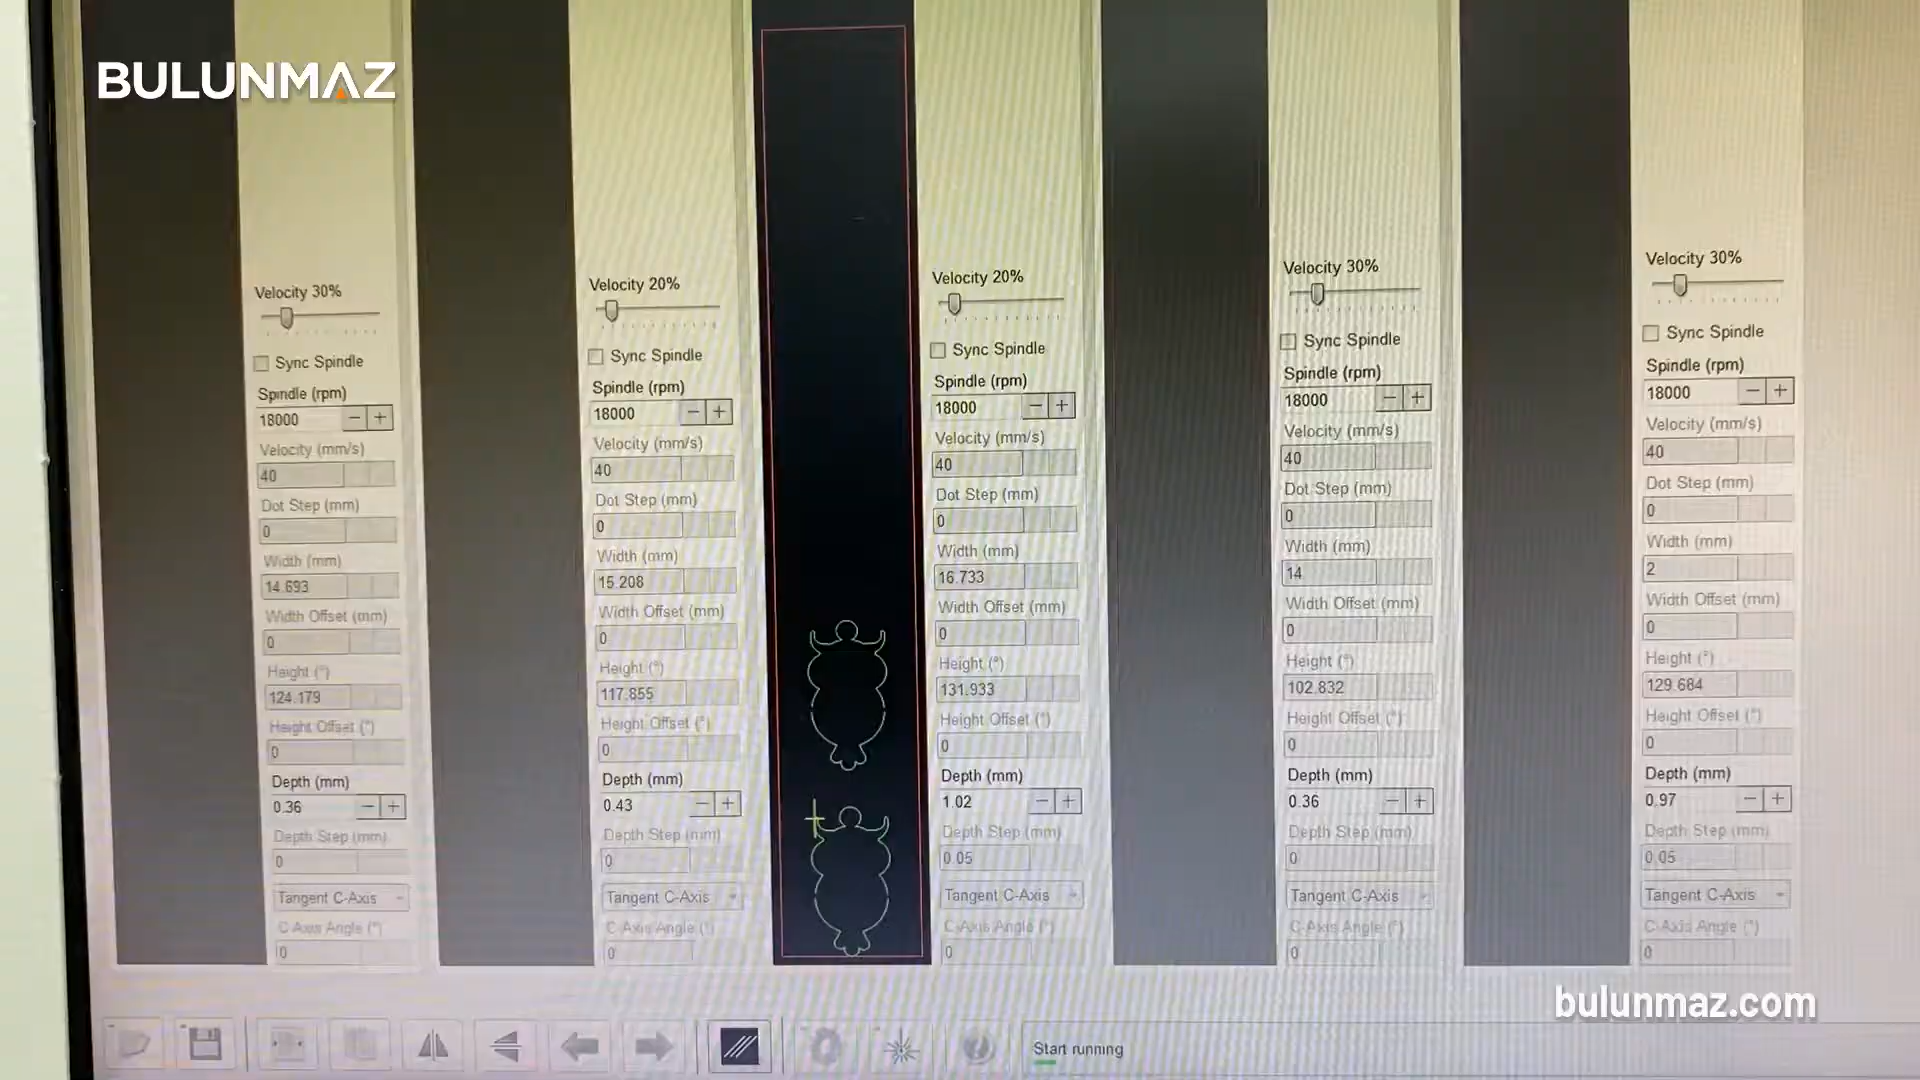 BULUNMAZ
Velocity 30%
Sync Spindle
Spindle (rpm)
18000
Velocity (mm/s)
40
Dot Step (mm)
0
Width (mm)
14.693
Width Offset (mm)
0
Height (°)
124.179
Height Offset (°)
0
Depth (mm)
0.36
Depth Step (mm)
0
Tangent C-Axis
C-Axis Angle (°)
0
Velocity 20%
Sync Spindle
Spindle (rpm)
18000
Velocity (mm/s)
40
Dot Step (mm)
0
Width (mm)
15.208
Width Offset (mm)
0
Height (°)
117.855
Height Offset (°)
0
Depth (mm)
0.43
Depth Step (mm)
0
Tangent C-Axis
C-Axis Angle (°)
0
Velocity 20%
Sync Spindle
Spindle (rpm)
18000
Velocity (mm/s)
40
Dot Step (mm)
0
Width (mm)
16.733
Width Offset (mm)
0
Height (°)
131.933
Height Offset (°)
0
Depth (mm)
1.02
Depth Step (mm)
0.05
Tangent C-Axis
C-Axis Angle (°)
0
Velocity 30%
Sync Spindle
Spindle (rpm)
18000
Velocity (mm/s)
40
Dot Step (mm)
0
Width (mm)
14
Width Offset (mm)
0
Height (°)
102.832
Height Offset (°)
0
Depth (mm)
0.36
Depth Step (mm)
0
Tangent C-Axis
C-Axis Angle (°)
0
Velocity 30%
Sync Spindle
Spindle (rpm)
18000
Velocity (mm/s)
40
Dot Step (mm)
0
Width (mm)
2
Width Offset (mm)
0
Height (°)
129.684
Height Offset (°)
0
Depth (mm)
0.97
Depth Step (mm)
0.05
Tangent C-Axis
C-Axis Angle (°)
0
bulunmaz.com
Start running